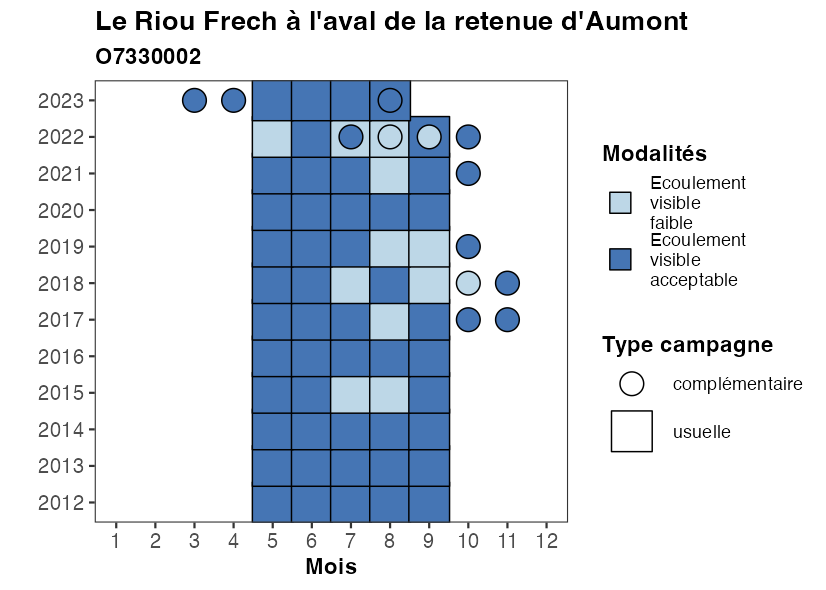 Le Riou Frech à l'aval de la retenue d'Aumont
O7330002
2023
2022
2021
2020
2019
2018
2017
2016
2015
2014
2013
2012
1 2 3 4 5 6 7 8 9 10 11 12
Mois
Modalités
Ecoulement
visible
faible
Ecoulement
visible
acceptable
Type campagne
complémentaire
usuelle